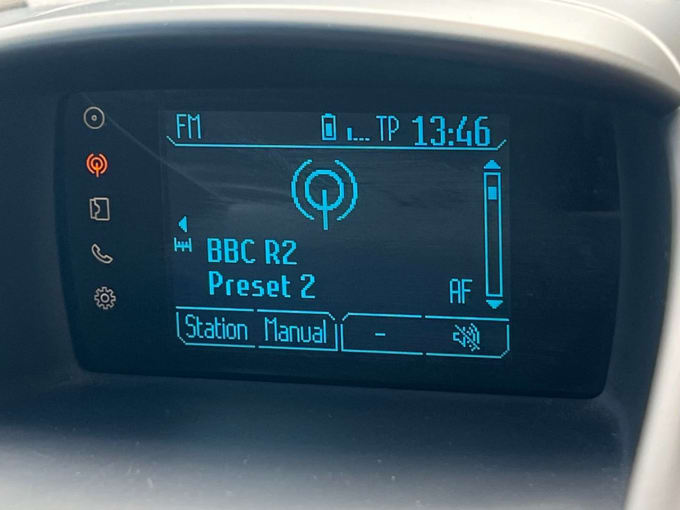 FM TP 13:46
BBC R2
Preset 2
AF
Station Manual -